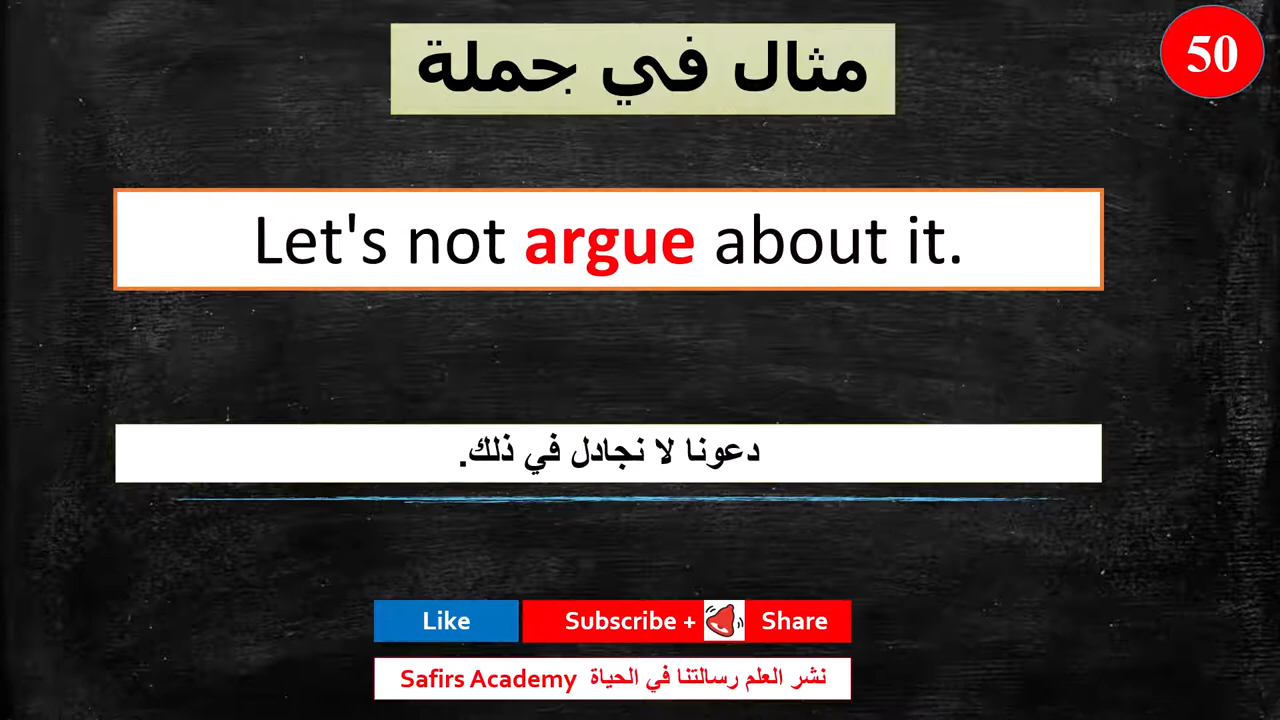 مثال في جملة
50
Let's not argue about it.
دعونا لا نجادل في ذلك.
Like Subscribe + Share
Safirs Academy نشر العلم رسالتنا في الحياة